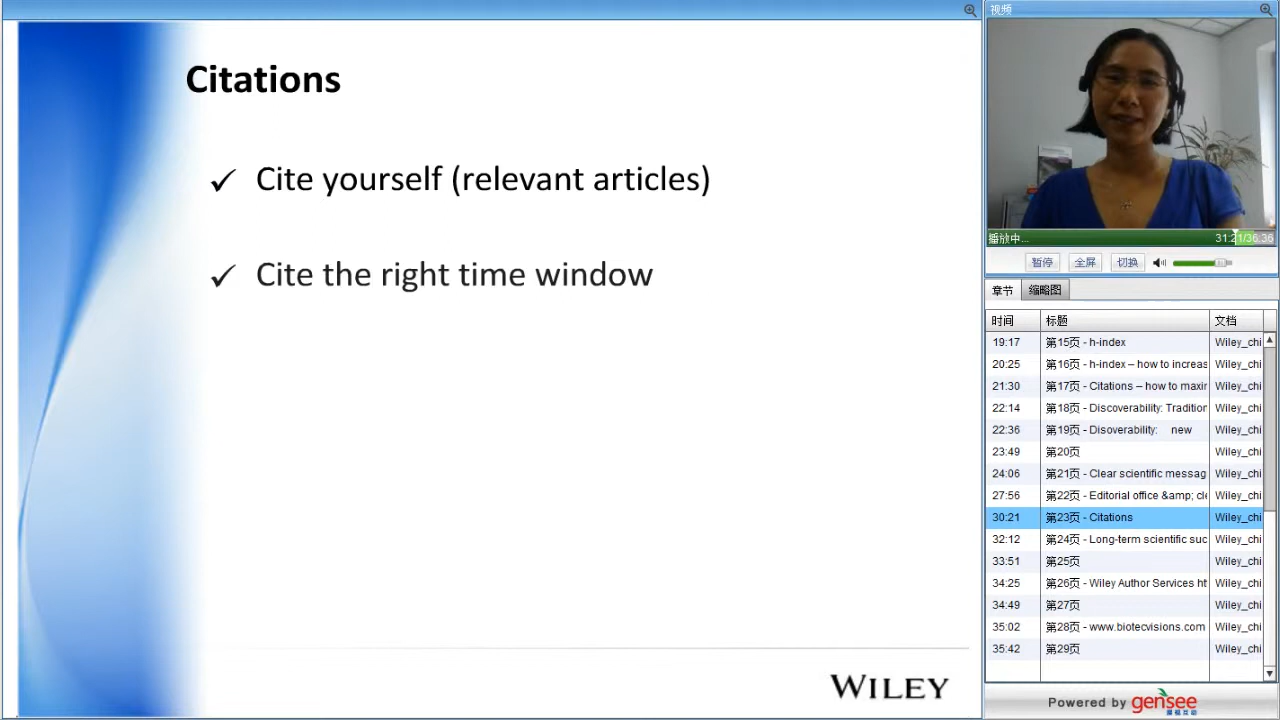 Citations
✓ Cite yourself (relevant articles)
✓ Cite the right time window
WILEY
视频
播放中...
31:21/36:36
暂停 全屏 切换
章节 缩略图
时间 标题 文档
19:17 第15页 - h-index Wiley_chi
20:25 第16页 - h-index – how to increas Wiley_chi
21:30 第17页 - Citations – how to maxir Wiley_chi
22:14 第18页 - Discoverability: Tradition Wiley_chi
22:36 第19页 - Disoverability: new Wiley_chi
23:49 第20页 Wiley_chi
24:06 第21页 - Clear scientific messag Wiley_chi
27:56 第22页 - Editorial office &amp; cle Wiley_chi
30:21 第23页 - Citations Wiley_chi
32:12 第24页 - Long-term scientific suc Wiley_chi
33:51 第25页 Wiley_chi
34:25 第26页 - Wiley Author Services ht Wiley_chi
34:49 第27页 Wiley_chi
35:02 第28页 - www.biotecvisions.com Wiley_chi
35:42 第29页 Wiley_chi
Powered by gensee